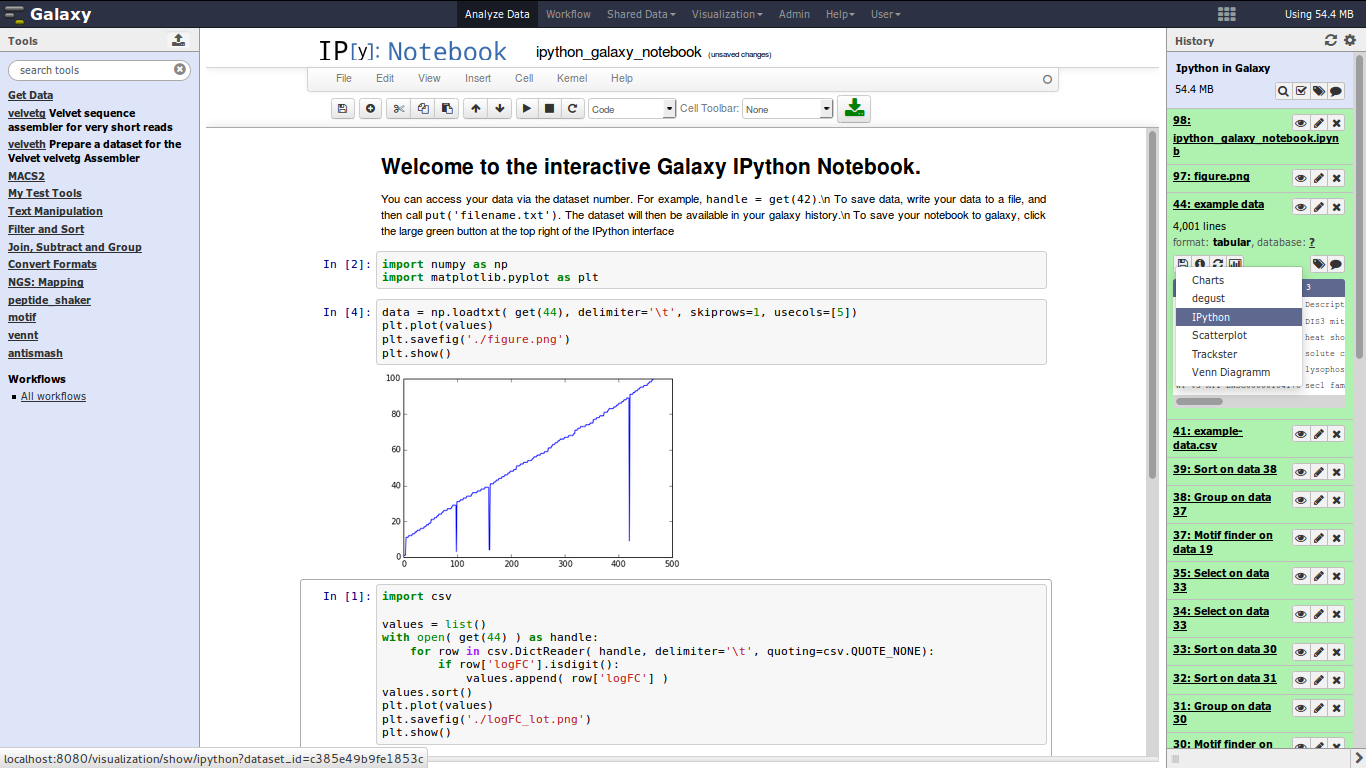 Galaxy
Analyze Data Workflow Shared Data Visualization Admin Help User
Using 54.4 MB
Tools
search tools
Get Data
velvetg Velvet sequence
assembler for very short reads
velveth Prepare a dataset for the
Velvet velvetg Assembler
MACS2
My Test Tools
Text Manipulation
Filter and Sort
Join, Subtract and Group
Convert Formats
NGS: Mapping
peptide_shaker
motif
vennt
antismash
Workflows
All workflows
IP[y]: Notebook ipython_galaxy_notebook (unsaved changes)
File Edit View Insert Cell Kernel Help
Code Cell Toolbar: None
Welcome to the interactive Galaxy IPython Notebook.
You can access your data via the dataset number. For example, handle = get(42).\n To save data, write your data to a file, and
then call put('filename.txt'). The dataset will then be available in your galaxy history.\n To save your notebook to galaxy, click
the large green button at the top right of the IPython interface
In [2]:
import numpy as np
import matplotlib.pyplot as plt
In [4]:
data = np.loadtxt( get(44), delimiter='\t', skiprows=1, usecols=[5])
plt.plot(values)
plt.savefig('./figure.png')
plt.show()
100
80
60
40
20
0
0 100 200 300 400 500
In [1]:
import csv
values = list()
with open( get(44) ) as handle:
for row in csv.DictReader( handle, delimiter='\t', quoting=csv.QUOTE_NONE):
if row['logFC'].isdigit():
values.append( row['logFC'] )
values.sort()
plt.plot(values)
plt.savefig('./logFC_lot.png')
plt.show()
localhost:8080/visualization/show/ipython?dataset_id=c385e49b9fe1853c
History
Ipython in Galaxy
54.4 MB
98:
ipython_galaxy_notebook.ipyn
b
97: figure.png
44: example data
4,001 lines
format: tabular, database: ?
Charts
degust
IPython
Scatterplot
Trackster
Venn Diagramm
3
Descript
DIS3 mit
heat sho
solute c
lysophos
sec1 fam
41: example-
data.csv
39: Sort on data 38
38: Group on data
37
37: Motif finder on
data 19
35: Select on data
33
34: Select on data
33
33: Sort on data 30
32: Sort on data 31
31: Group on data
30
30: Motif finder on